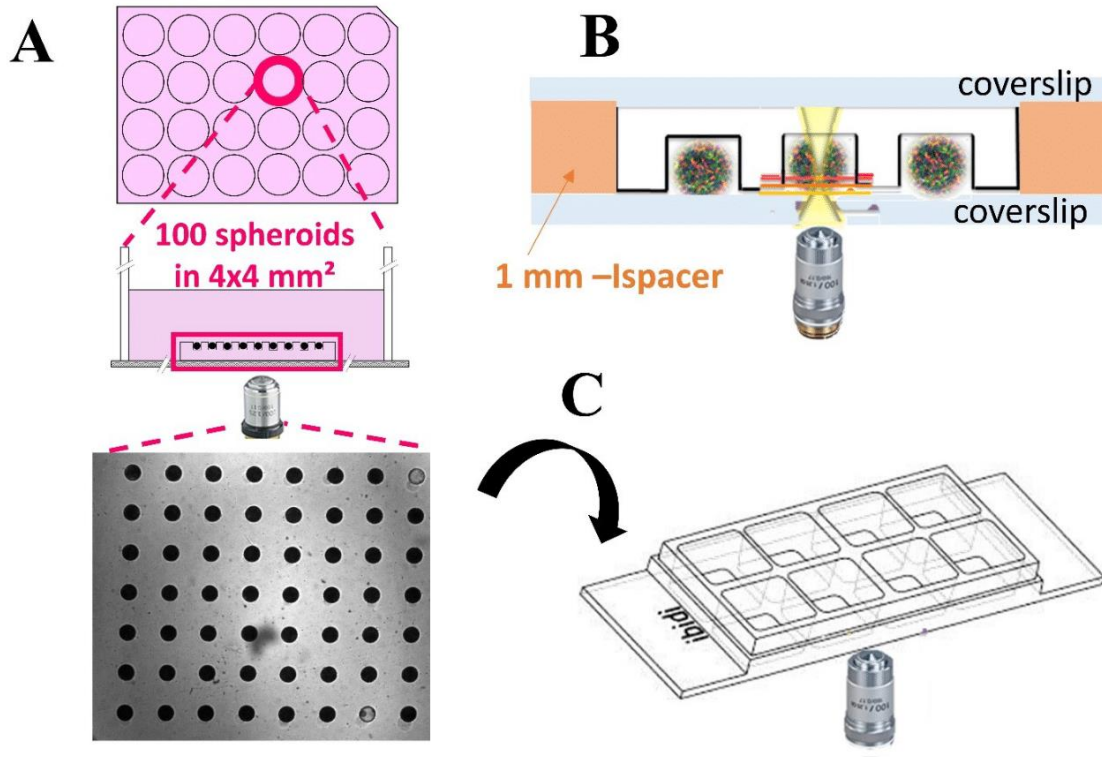 A
100 spheroids
in 4x4 mm²
B
coverslip
coverslip
1 mm –Ispacer
C
ibidi